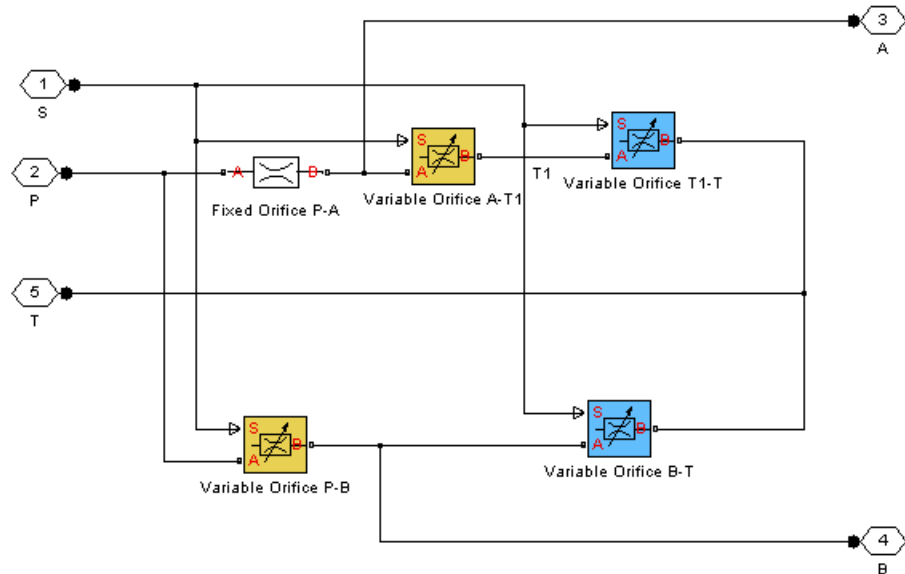 3
A
1
S
S
B
A
T1
Variable Orifice T1-T
S
B
A
Variable Orifice A-T1
2
P
A
B
Fixed Orifice P-A
5
T
S
B
A
Variable Orifice P-B
S
B
A
Variable Orifice B-T
4
B